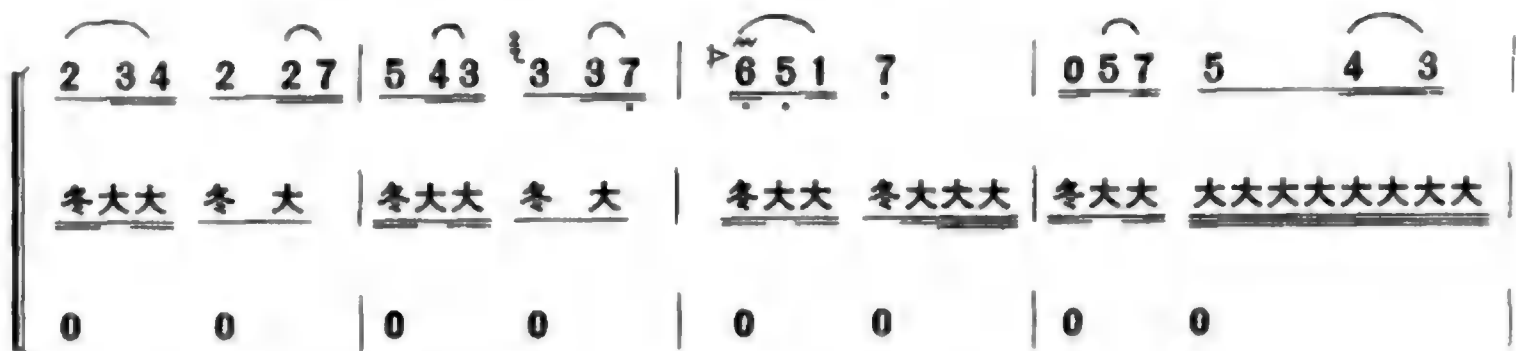 2 3 4 2 2 7 | 5 4 3 3 3 7 | 6 5 1 7 | 0 5 7 5 4 3 |
冬大大 冬 大 | 冬大大 冬 大 | 冬大大 冬大大大 | 冬大大 大大大大大大大大 |
0 0 | 0 0 | 0 0 | 0 0 |